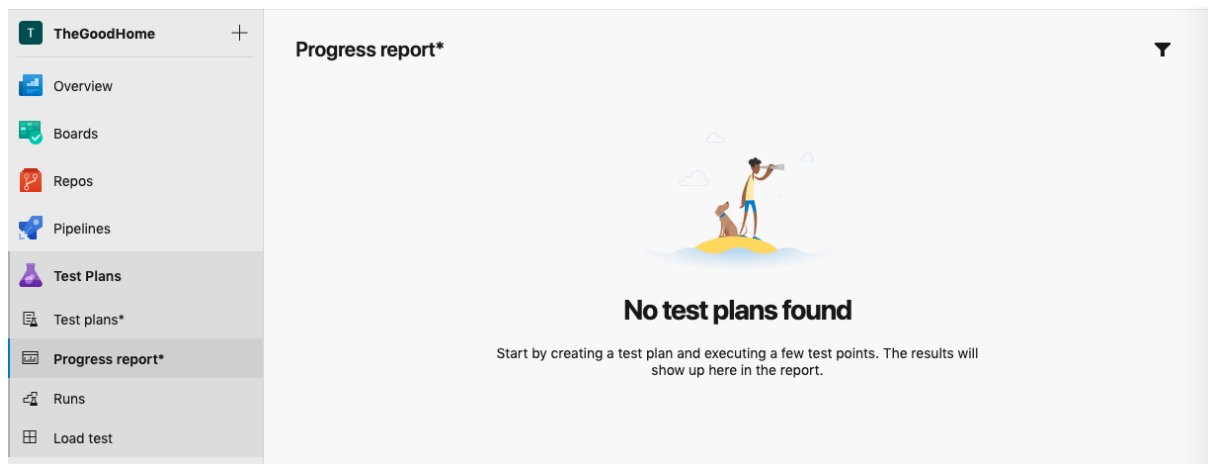 T TheGoodHome
Progress report*
Overview
Boards
Repos
Pipelines
Test Plans
Test plans*
Progress report*
Runs
Load test
No test plans found
Start by creating a test plan and executing a few test points. The results will
show up here in the report.